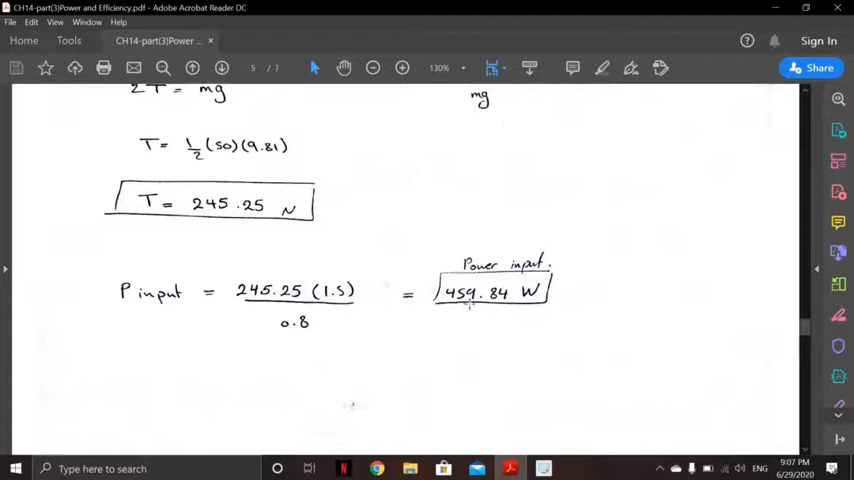 CH14-part(3)Power and Efficiency.pdf - Adobe Acrobat Reader DC
File Edit View Window Help
Home Tools CH14-part(3)Power ... × Sign In
5 / 7 130% Share
2T = mg
mg
T = 1/2 (50)(9.81)
T = 245.25 N
Power input.
P input = 245.25 (1.5) = 459.84 W
0.8
Type here to search
ENG
9:07 PM
6/29/2020